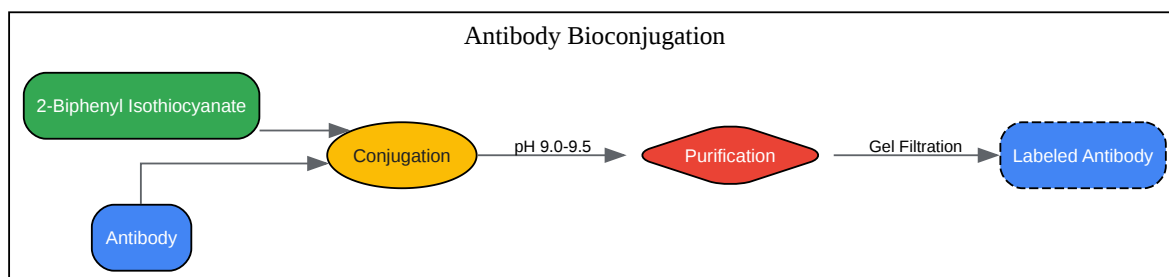 Antibody Bioconjugation
2-Biphenyl Isothiocyanate
Conjugation
pH 9.0-9.5
Purification
Gel Filtration
Labeled Antibody
Antibody